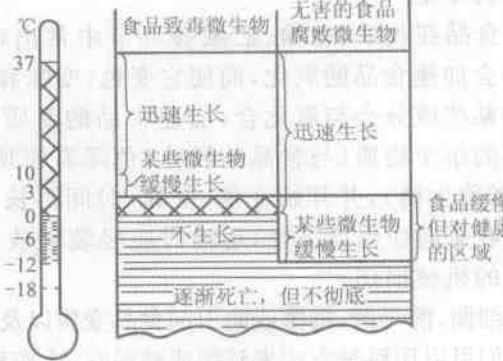 ℃
食品致毒微生物
无害的食品
腐败微生物
37
10
3
0
-6
-12
-18
迅速生长
某些微生物
缓慢生长
不生长
迅速生长
某些微生物
缓慢生长
逐渐死亡，但不彻底
食品缓慢
但对健康
的区域